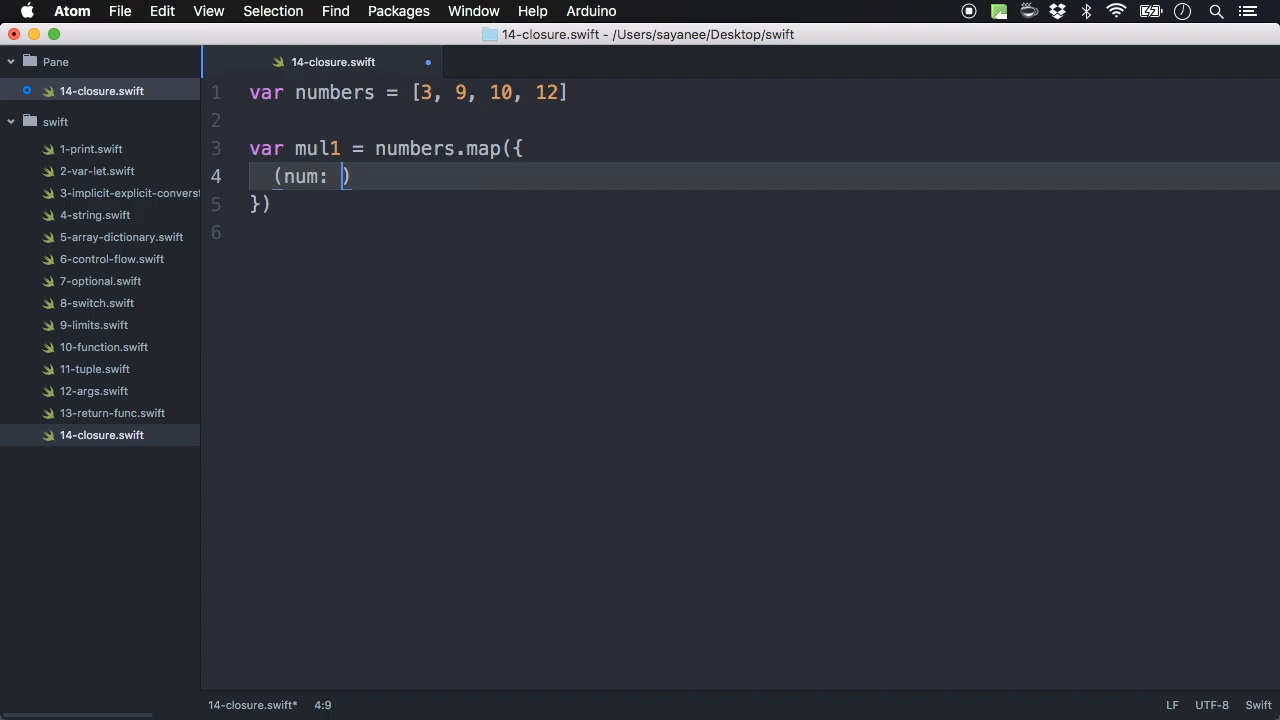 Atom File Edit View Selection Find Packages Window Help Arduino
14-closure.swift - /Users/sayanee/Desktop/swift
Pane
14-closure.swift
swift
1-print.swift
2-var-let.swift
3-implicit-explicit-converst
4-string.swift
5-array-dictionary.swift
6-control-flow.swift
7-optional.swift
8-switch.swift
9-limits.swift
10-function.swift
11-tuple.swift
12-args.swift
13-return-func.swift
14-closure.swift
14-closure.swift
1 var numbers = [3, 9, 10, 12]
2
3 var mul1 = numbers.map({
4 (num: )
5 })
6
14-closure.swift* 4:9 LF UTF-8 Swift